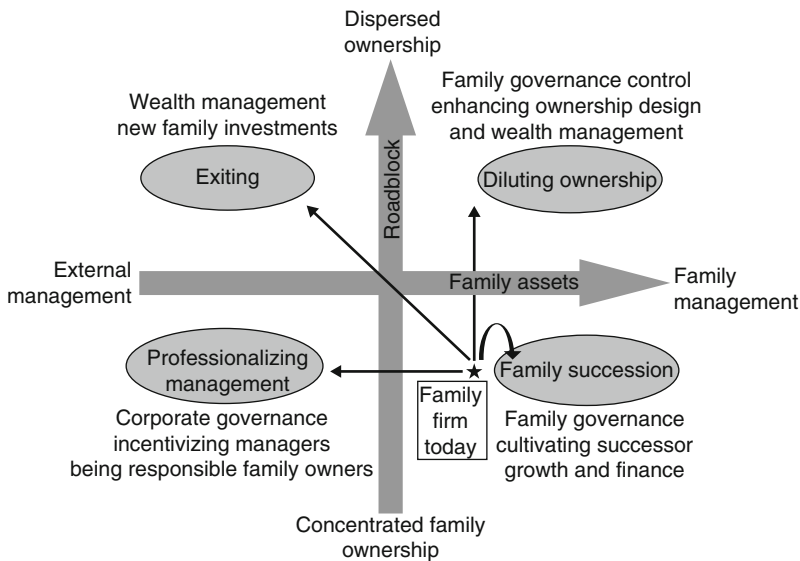 Dispersed
ownership
Wealth management
new family investments
Family governance control
enhancing ownership design
and wealth management
Exiting
Roadblock
Diluting ownership
External
management
Family assets
Family
management
Professionalizing
management
Family succession
Family
firm
today
Corporate governance
incentivizing managers
being responsible family owners
Family governance
cultivating successor
growth and finance
Concentrated family
ownership